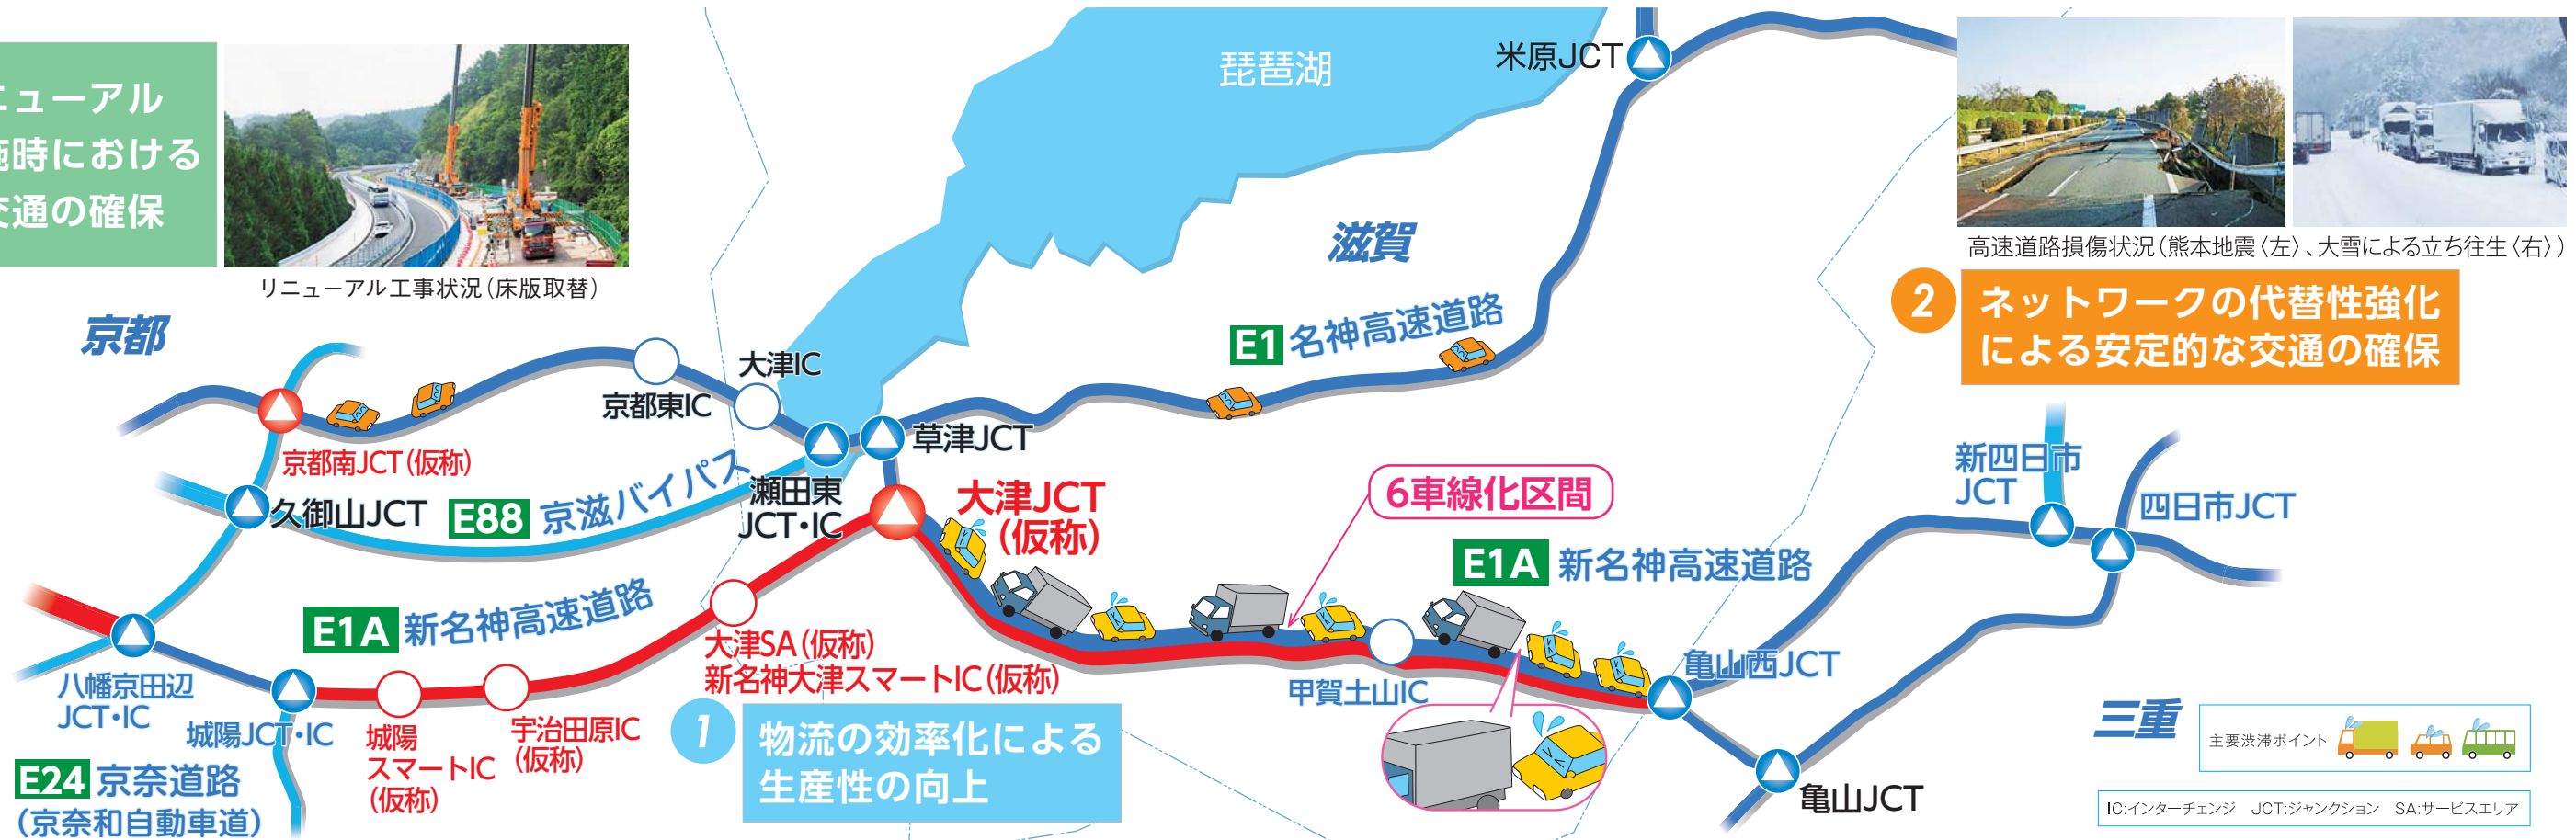 ニューアル
施時における
交通の確保
リニューアル工事状況（床版取替）
琵琶湖
米原JCT
高速道路損傷状況（熊本地震〈左〉、大雪による立ち往生〈右〉）
2
ネットワークの代替性強化
による安定的な交通の確保
京都
滋賀
E1 名神高速道路
大津IC
京都東IC
京都南JCT（仮称）
草津JCT
久御山JCT
E88 京滋バイパス
瀬田東
JCT・IC
大津JCT
（仮称）
6車線化区間
E1A 新名神高速道路
新四日市
JCT
四日市JCT
E1A 新名神高速道路
大津SA（仮称）
新名神大津スマートIC（仮称）
甲賀土山IC
亀山西JCT
八幡京田辺
JCT・IC
城陽JCT・IC
城陽
スマートIC
（仮称）
宇治田原IC
（仮称）
1
物流の効率化による
生産性の向上
E24 京奈道路
（京奈和自動車道）
亀山JCT
三重
主要渋滞ポイント
IC:インターチェンジ JCT:ジャンクション SA:サービスエリア